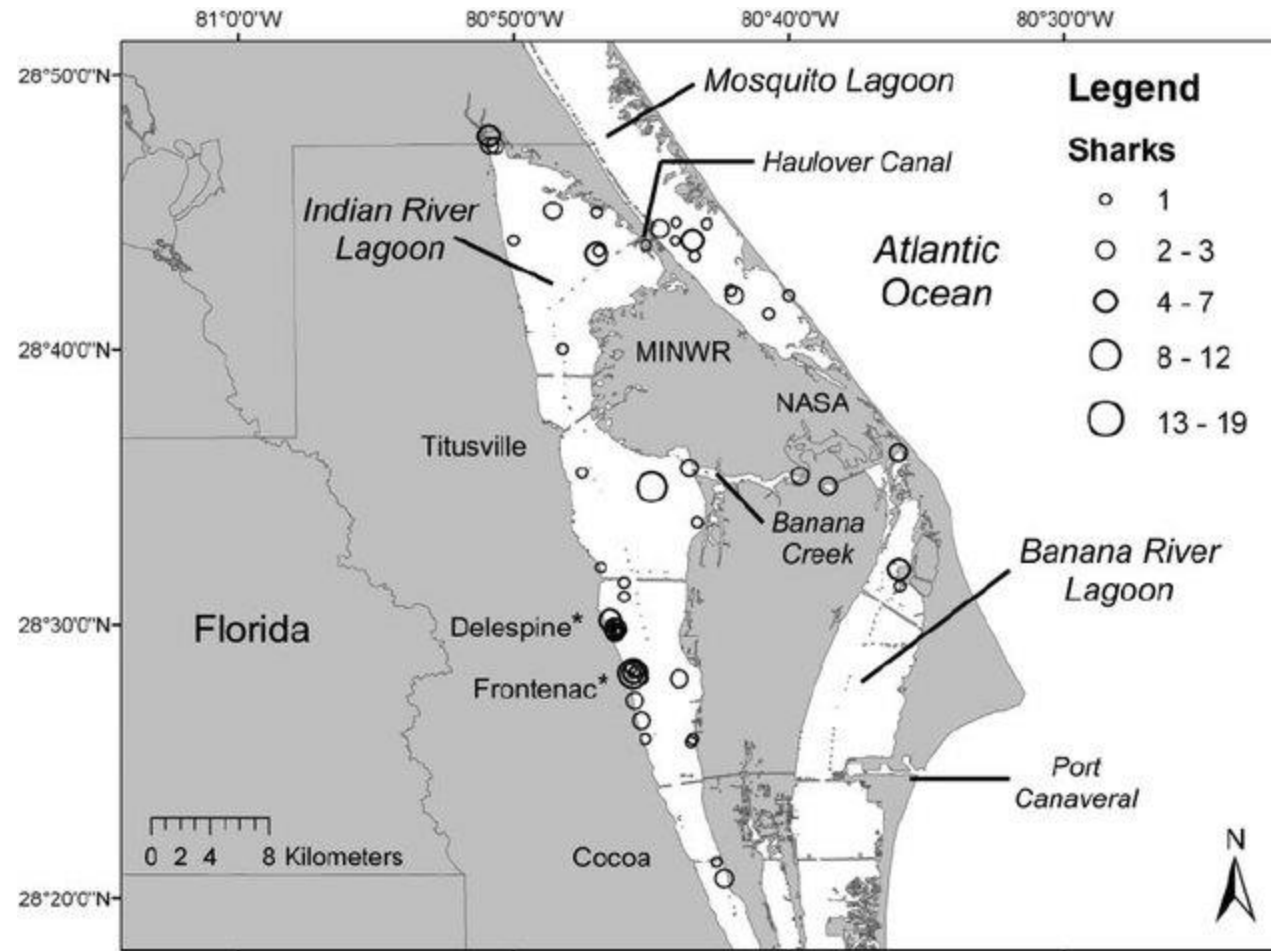 81°0'0"W
80°50'0"W
80°40'0"W
80°30'0"W
28°50'0"N
28°40'0"N
28°30'0"N
28°20'0"N
Mosquito Lagoon
Haulover Canal
Indian River
Lagoon
Atlantic
Ocean
MINWR
NASA
Titusville
Banana
Creek
Banana River
Lagoon
Florida
Delespine*
Frontenac*
Port
Canaveral
Cocoa
0 2 4 8 Kilometers
N
Legend
Sharks
1
2 - 3
4 - 7
8 - 12
13 - 19